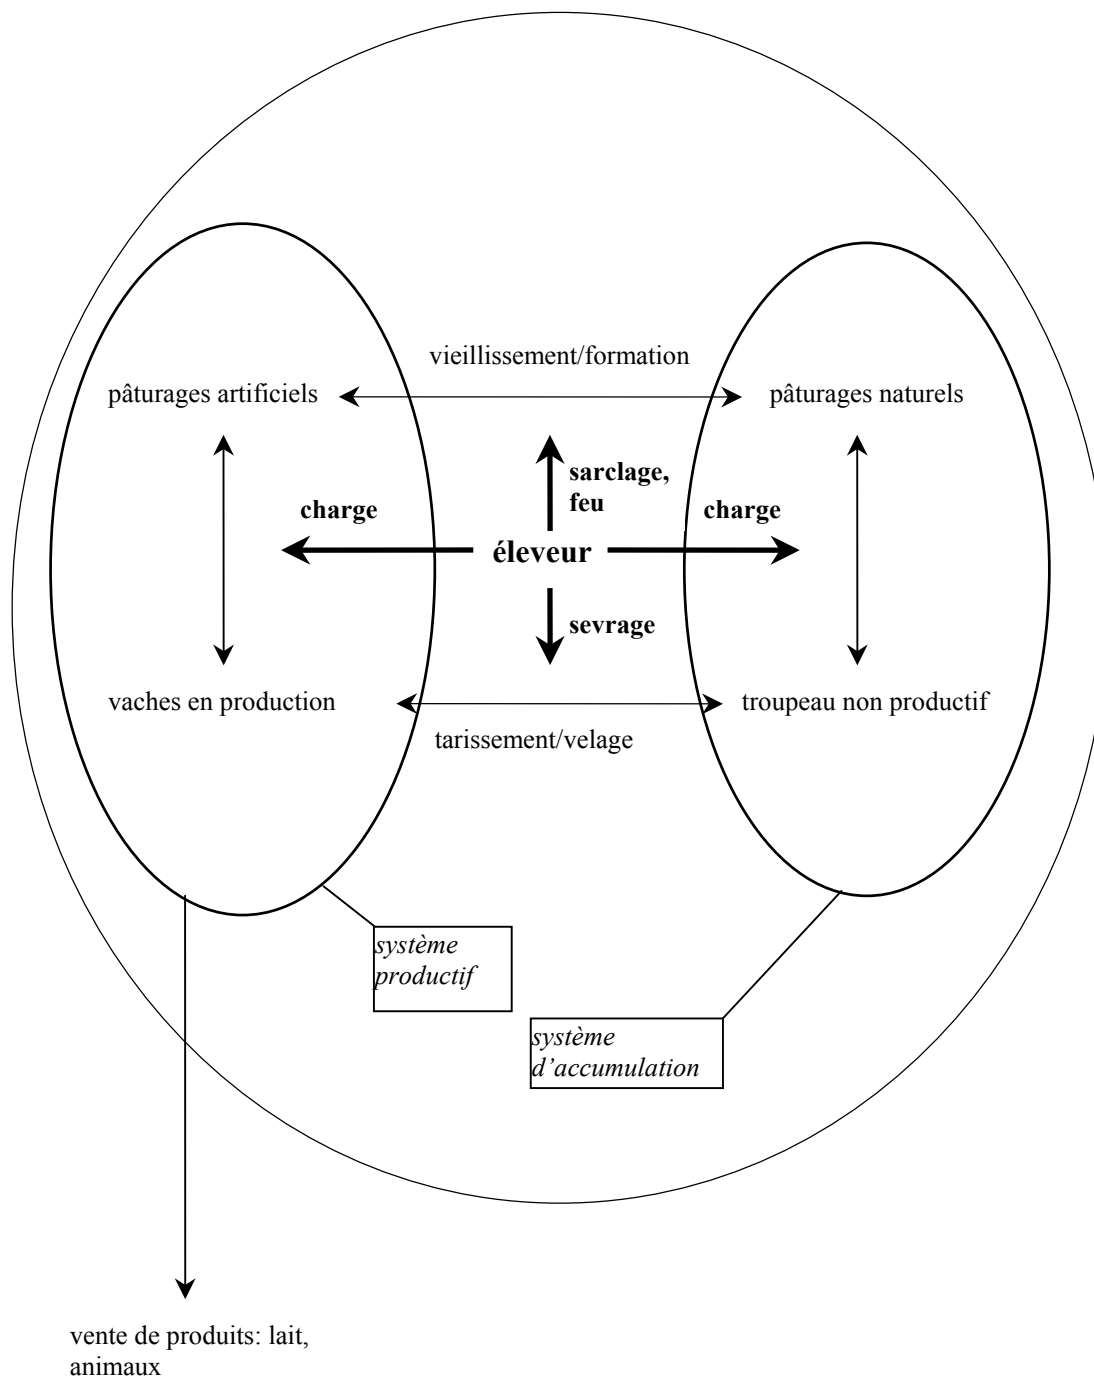 vieillissement/formation
pâturages artificiels
pâturages naturels
sarclage,
feu
charge
charge
éleveur
sevrage
vaches en production
troupeau non productif
tarissement/velage
système
productif
système
d’accumulation
vente de produits: lait,
animaux